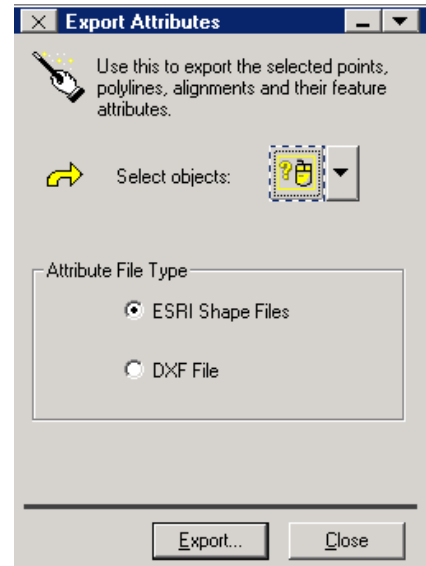 Export Attributes
Use this to export the selected points,
polylines, alignments and their feature
attributes.
Select objects:
Attribute File Type
ESRI Shape Files
DXF File
Export...
Close